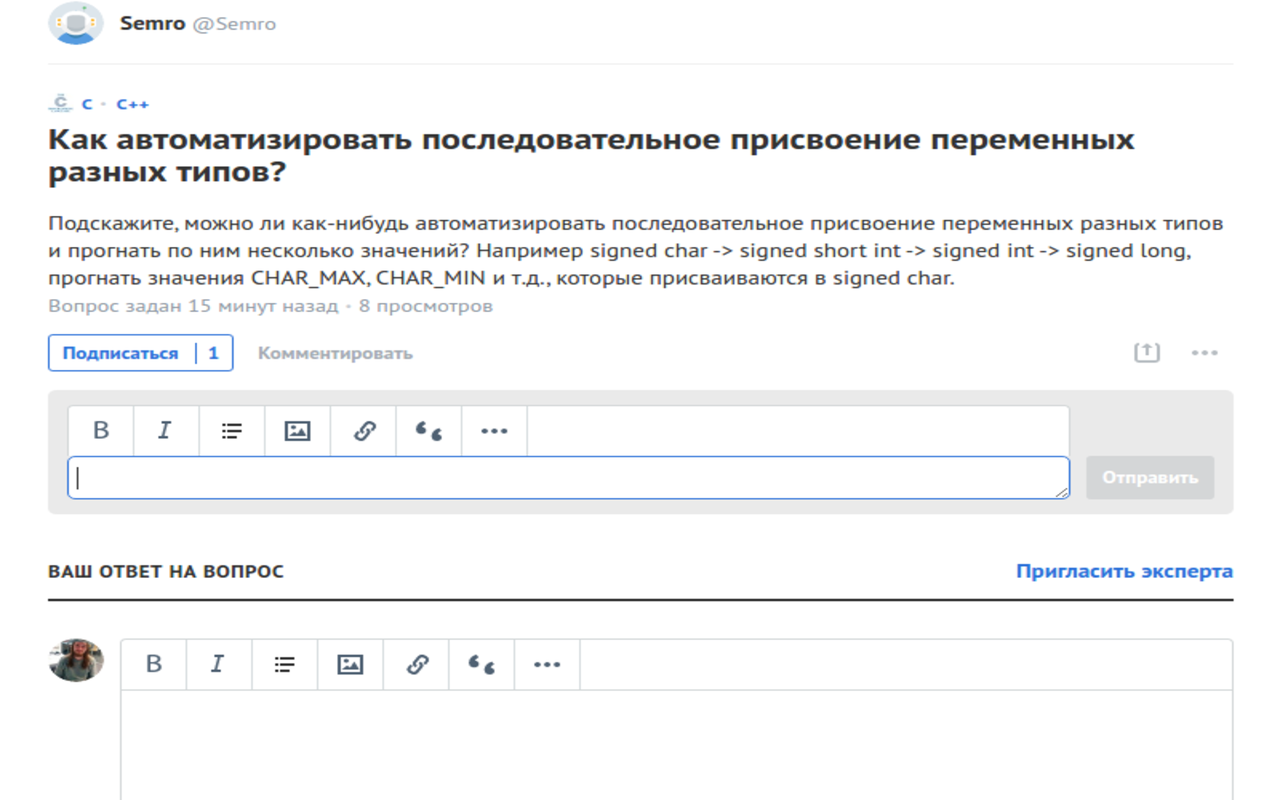 Semro @Semro
C • C++
Как автоматизировать последовательное присвоение переменных
разных типов?
Подскажите, можно ли как-нибудь автоматизировать последовательное присвоение переменных разных типов
и прогнать по ним несколько значений? Например signed char -> signed short int -> signed int -> signed long,
прогнать значения CHAR_MAX, CHAR_MIN и т.д., которые присваиваются в signed char.
Вопрос задан 15 минут назад • 8 просмотров
Подписаться | 1 Комментировать
B I
Отправить
ВАШ ОТВЕТ НА ВОПРОС Пригласить эксперта
B I